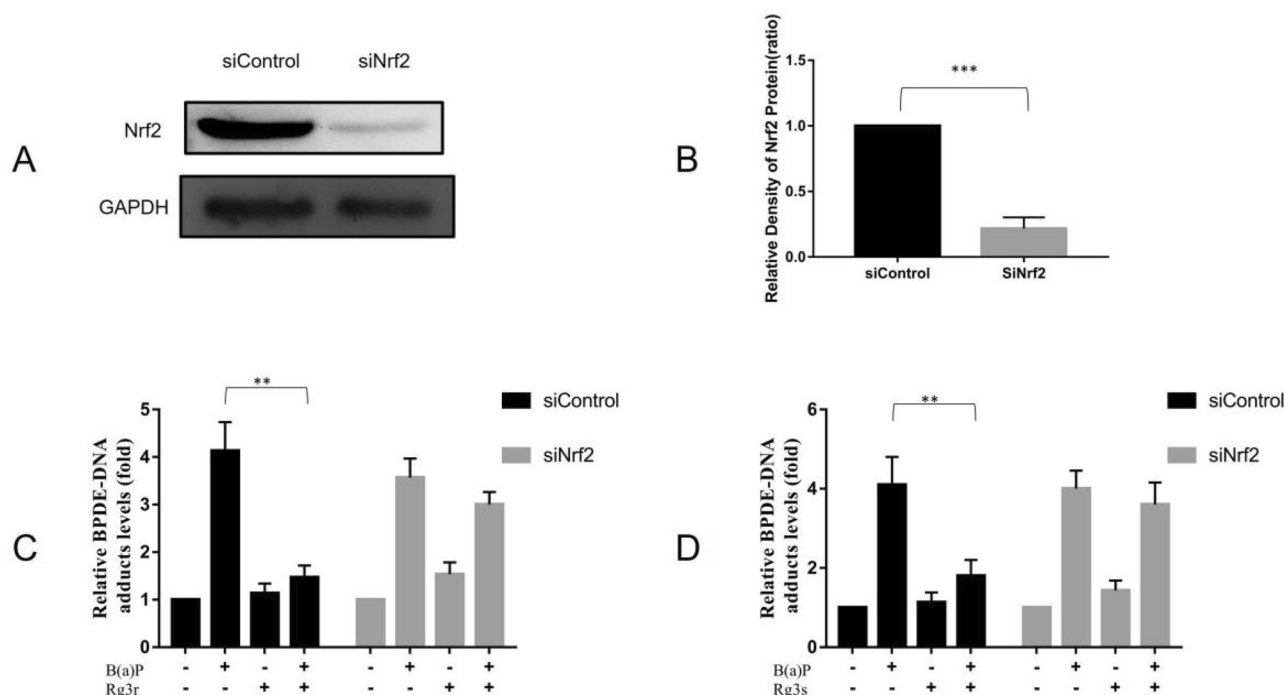 siControl siNrf2
Nrf2
A
GAPDH
Relative Density of Nrf2 Protein(ratio)
1.5
1.0
0.5
0.0
***
B
siControl SiNrf2
C
Relative BPDE-DNA
adducts levels (fold)
5
4
3
2
1
0
**
siControl
siNrf2
B(a)P - + - + - + - +
Rg3r - - + + - - + +
D
Relative BPDE-DNA
adducts levels (fold)
6
4
2
0
**
siControl
siNrf2
B(a)P - + - + - + - +
Rg3s - - + + - - + +